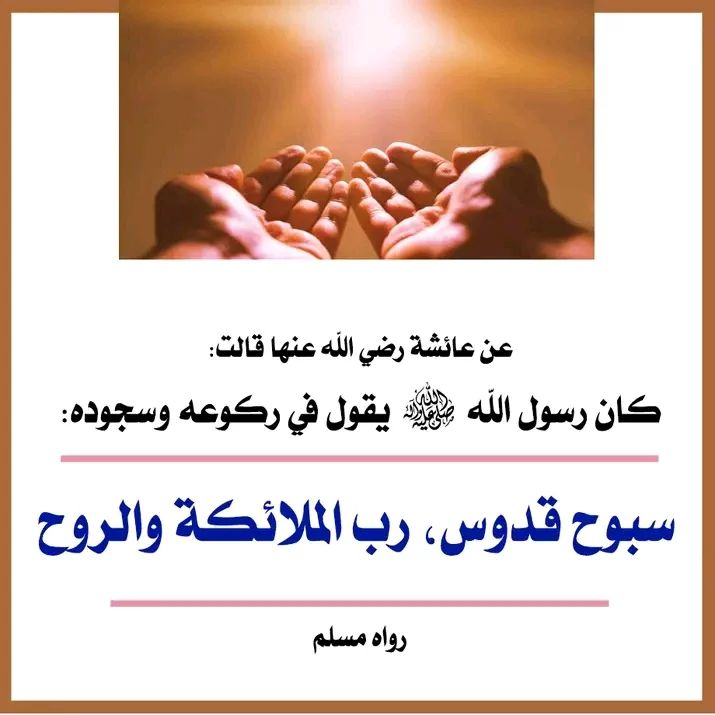 عن عائشة رضي الله عنها قالت:
كان رسول الله ﷺ يقول في ركوعه وسجوده:
سبوح قدوس، رب الملائكة والروح
رواه مسلم